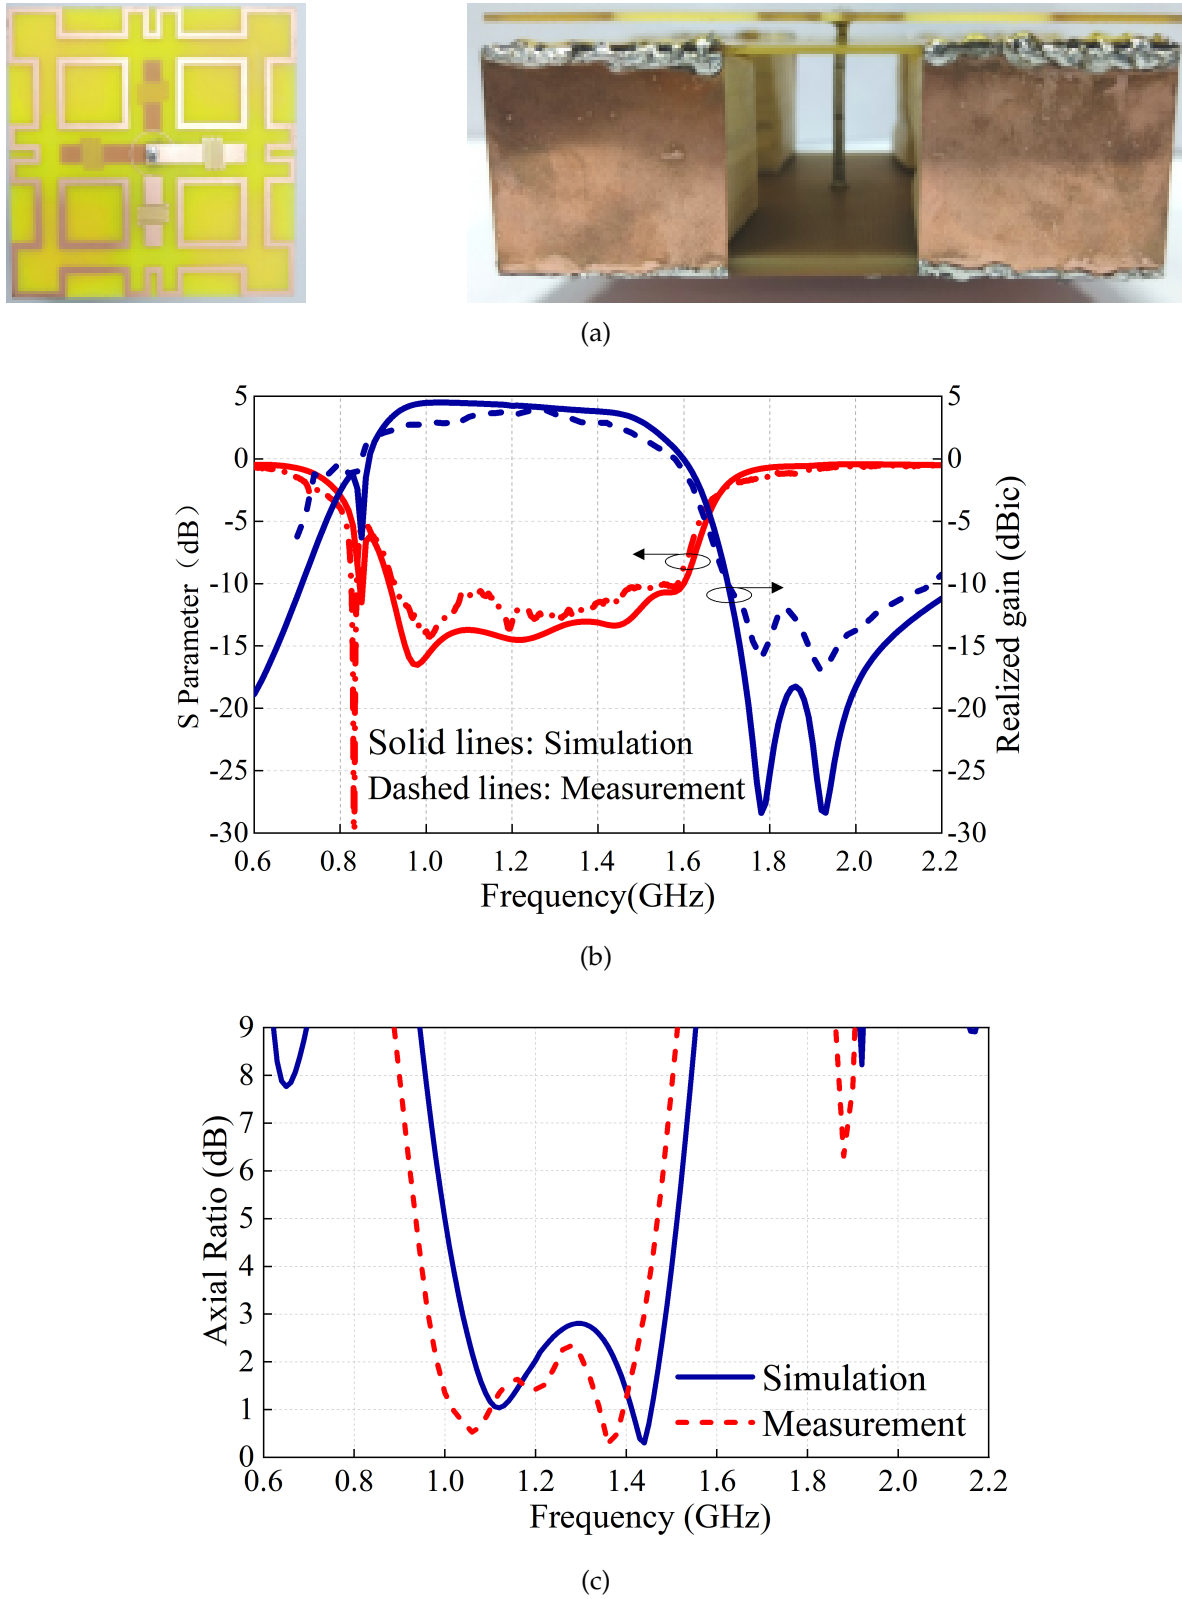 (a)
5
0
-5
-10
-15
-20
-25
-30
S Parameter (dB)
5
0
-5
-10
-15
-20
-25
-30
Realized gain (dBic)
Solid lines: Simulation
Dashed lines: Measurement
0.6 0.8 1.0 1.2 1.4 1.6 1.8 2.0 2.2
Frequency(GHz)
(b)
9
8
7
6
5
4
3
2
1
0
Axial Ratio (dB)
Simulation
Measurement
0.6 0.8 1.0 1.2 1.4 1.6 1.8 2.0 2.2
Frequency (GHz)
(c)